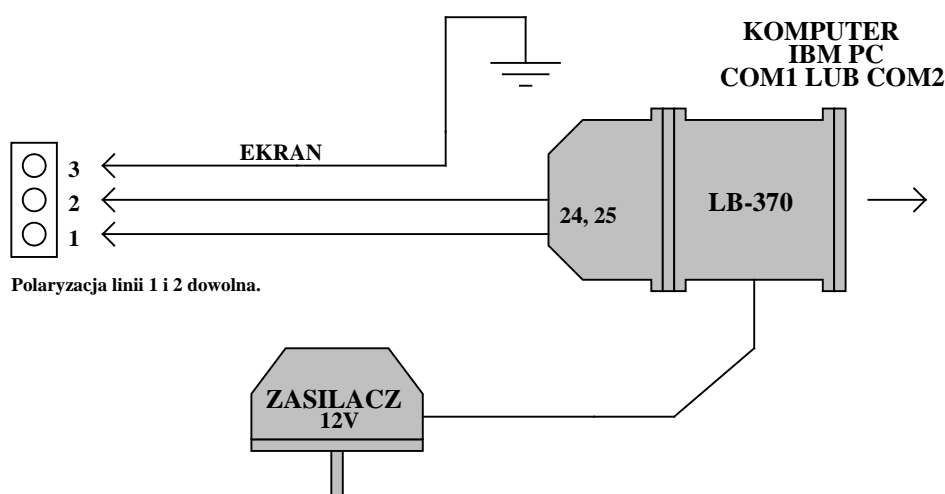 KOMPUTER
IBM PC
COM1 LUB COM2
EKRAN
3
2
1
24, 25
LB-370
Polaryzacja linii 1 i 2 dowolna.
ZASILACZ
12V